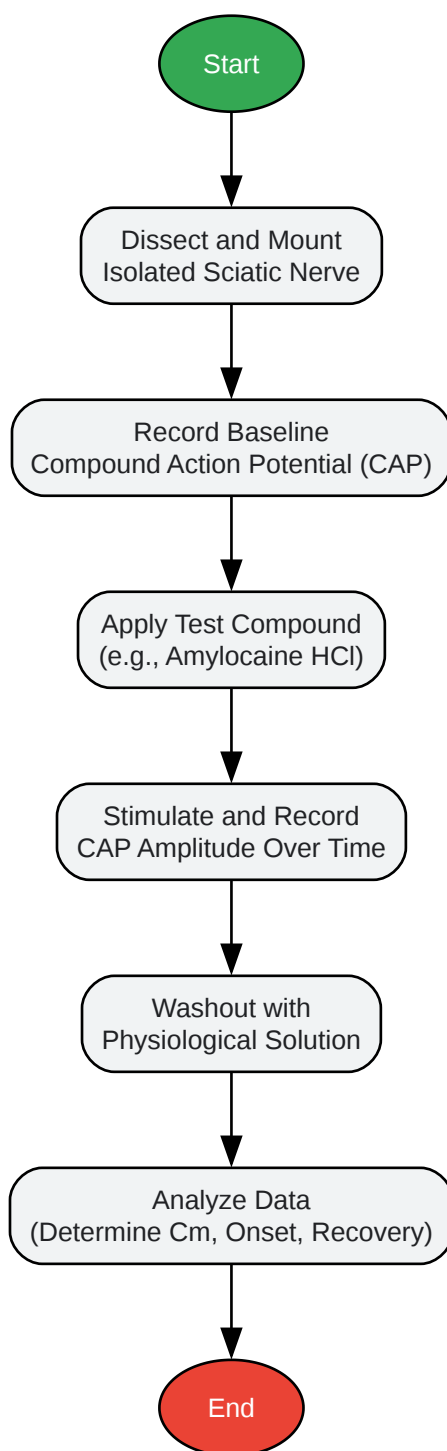 Start
Dissect and Mount
Isolated Sciatic Nerve
Record Baseline
Compound Action Potential (CAP)
Apply Test Compound
(e.g., Amylocaine HCl)
Stimulate and Record
CAP Amplitude Over Time
Washout with
Physiological Solution
Analyze Data
(Determine Cm, Onset, Recovery)
End